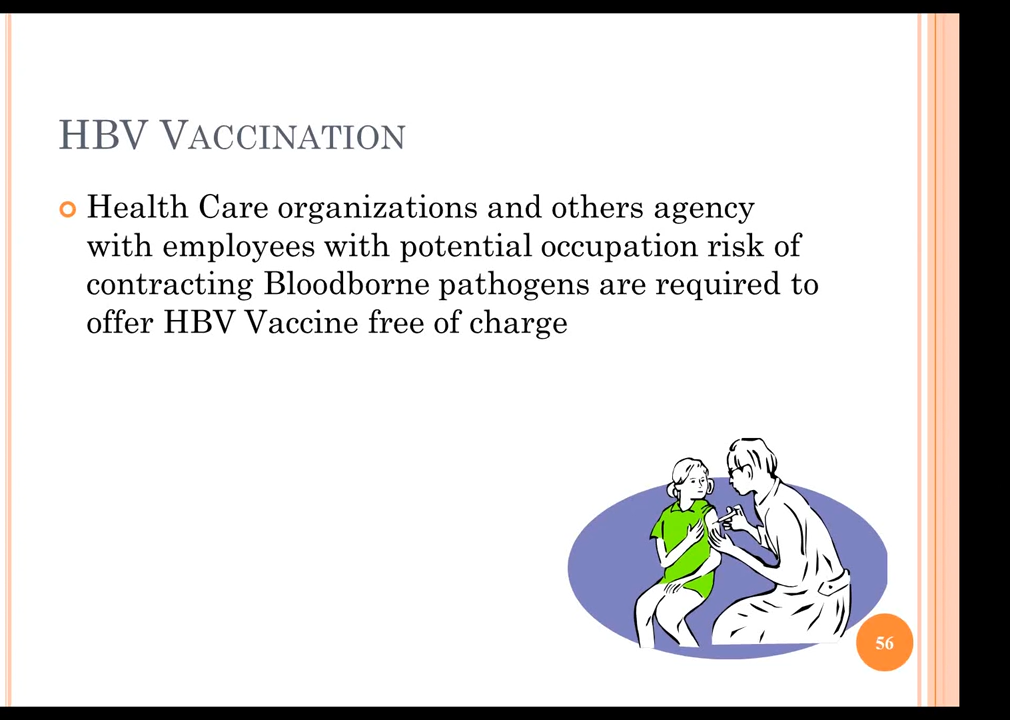 HBV VACCINATION
Health Care organizations and others agency
with employees with potential occupation risk of
contracting Bloodborne pathogens are required to
offer HBV Vaccine free of charge
56